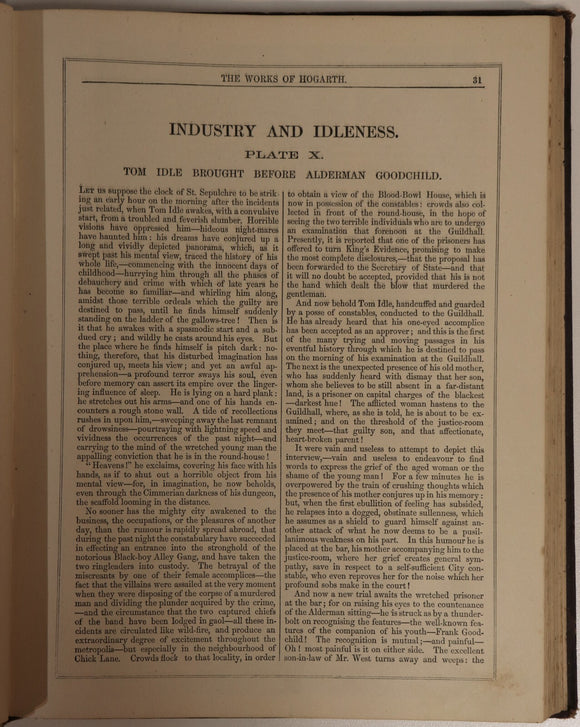 THE WORKS OF HOGARTH. 31
INDUSTRY AND IDLENESS.
PLATE X.
TOM IDLE BROUGHT BEFORE ALDERMAN GOODCHILD.
LET us suppose the clock of St. Sepulchre to be strik-
ing an early hour on the morning after the incidents
just related, when Tom Idle awakes, with a convulsive
start, from a troubled and feverish slumber. Horrible
visions have oppressed him—hideous night-mares
have haunted him: his dreams have conjured up a
long and vividly depicted panorama, which, as it
swept past his mental view, traced the history of his
whole life,—commencing with the innocent days of
childhood—hurrying him through all the phases of
debauchery and crime with which of late years he
has become so familiar—and whirling him along,
amidst those terrible ordeals which the guilty are
destined to pass, until he finds himself suddenly
standing on the ladder of the gallows-tree! Then is
it that he awakes with a spasmodic start and a sub-
dued cry; and wildly he casts around his eyes. But
the place where he finds himself is pitch dark: no-
thing, therefore, that his disturbed imagination has
conjured up, meets his view; and yet an awful ap-
prehension—a profound terror sways his soul, even
before memory can assert its empire over the linger-
ing influence of sleep. He is lying on a hard plank:
he stretches his arms—and one of his hands en-
counters a rough stone wall. A tide of recollections
rushes in upon him,—sweeping away the last remnant
of drowsiness—pourtraying with lightning speed and
vividness the occurrences of the past night—and
carrying to the mind of the wretched young man the
appalling conviction that he is in the round-house!
"Heavens!" he exclaims, covering his face with his
hands, as if to shut out a horrible object from his
mental view—for, in imagination, he now beholds,
even through the Cimmerian darkness of his dungeon,
the scaffold looming in the distance.
No sooner has the mighty city awakened to the
business, the occupations, or the pleasures of another
day, than the rumour is rapidly spread abroad, that
during the past night the constabulary have succeeded
in effecting an entrance into the stronghold of the
notorious Black-boy Alley Gang, and have taken the
two ringleaders into custody. The betrayal of the
miscreants by one of their female accomplices—the
fact that the villains were assailed at the very moment
when they were disposing of the corpse of a murdered
man and dividing the plunder acquired by the crime,
—and the circumstance that the two captured chiefs
of the band have been lodged in gaol—all these in-
cidents are circulated like wild-fire, and produce an
extraordinary degree of excitement throughout the
metropolis—but especially in the neighbourhood of
Chick Lane. Crowds flock to that locality, in order
to obtain a view of the Blood-Bowl House, which is
now in possession of the constables: crowds also col-
lected in front of the round-house, in the hope of
seeing the two terrible individuals who are to undergo
an examination that forenoon at the Guildhall.
Presently, it is reported that one of the prisoners has
offered to turn King's Evidence, promising to make
the most complete disclosures,—that the proposal has
been forwarded to the Secretary of State—and that
it will no doubt be accepted, provided that his is not
the hand which dealt the blow that murdered the
gentleman.
And now behold Tom Idle, handcuffed and guarded
by a posse of constables, conducted to the Guildhall.
He has already heard that his one-eyed accomplice
has been accepted as an approver; and this is the first
of the many trying and moving passages in his
eventful history through which he is destined to pass
on the morning of his examination at the Guildhall.
The next is the unexpected presence of his old mother,
who has suddenly heard with dismay that her son,
whom she believes to be still absent in a far-distant
land, is a prisoner on capital charges of the blackest
—darkest hue! The afflicted woman hastens to the
Guildhall, where, as she is told, he is about to be ex-
amined; and on the threshold of the justice-room
they meet—that guilty son, and that affectionate,
heart-broken parent!
It were vain and useless to attempt to depict this
interview,—vain and useless to endeavour to find
words to express the grief of the aged woman or the
shame of the young man! For a few minutes he is
overpowered by the train of crushing thoughts which
the presence of his mother conjures up in his memory:
but, when the first ebullition of feeling has subsided,
he relapses into a dogged, obstinate sullenness, which
he assumes as a shield to guard himself against an-
other attack of what he now deems to be a pusil-
lanimous weakness on his part. In this humour he is
placed at the bar, his mother accompanying him to the
justice-room, where her grief creates general sym-
pathy, save in respect to a self-sufficient City con-
stable, who even reproves her for the noise which her
profound sobs make in the court!
And now a new trial awaits the wretched prisoner
at the bar; for on raising his eyes to the countenance
of the Alderman sitting—he is struck as by a thunder-
bolt on recognising the features—the well-known fea-
tures of the companion of his youth—Frank Good-
child! The recognition is mutual;—and painful—
Oh! most painful is it on either side. The excellent
son-in-law of Mr. West turns away and weeps: the